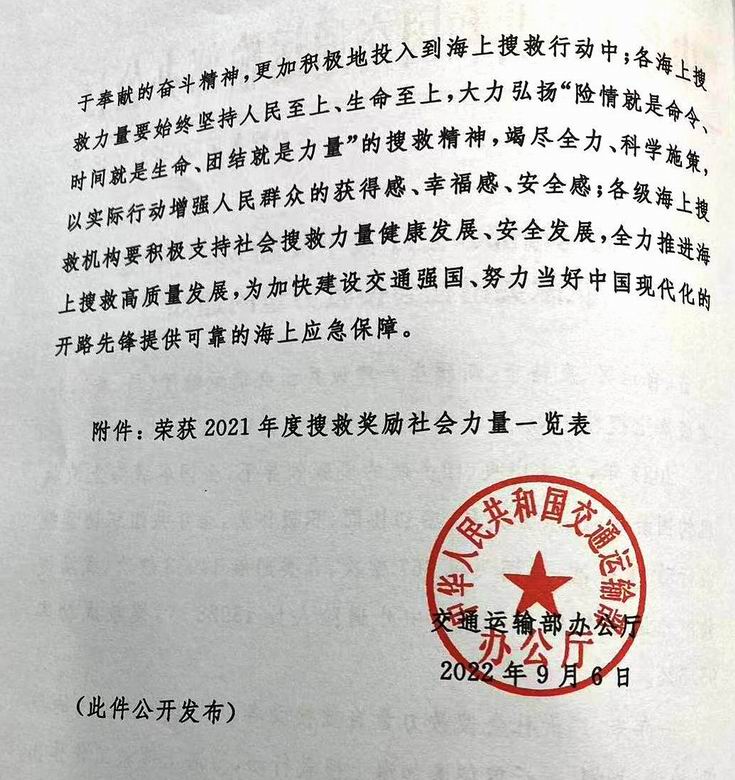 于奉献的奋斗精神,更加积极地投入到海上搜救行动中;各海上搜
救力量要始终坚持人民至上、生命至上,大力弘扬“险情就是命令、
时间就是生命、团结就是力量”的搜救精神,竭尽全力、科学施策,
以实际行动增强人民群众的获得感、幸福感、安全感;各级海上搜
救机构要积极支持社会搜救力量健康发展、安全发展,全力推进海
上搜救高质量发展,为加快建设交通强国、努力当好中国现代化的
开路先锋提供可靠的海上应急保障。
附件:荣获2021年度搜救奖励社会力量一览表
中华人民共和国交通运输部
交通运输部办公厅
办公厅
2022年9月6日
(此件公开发布)